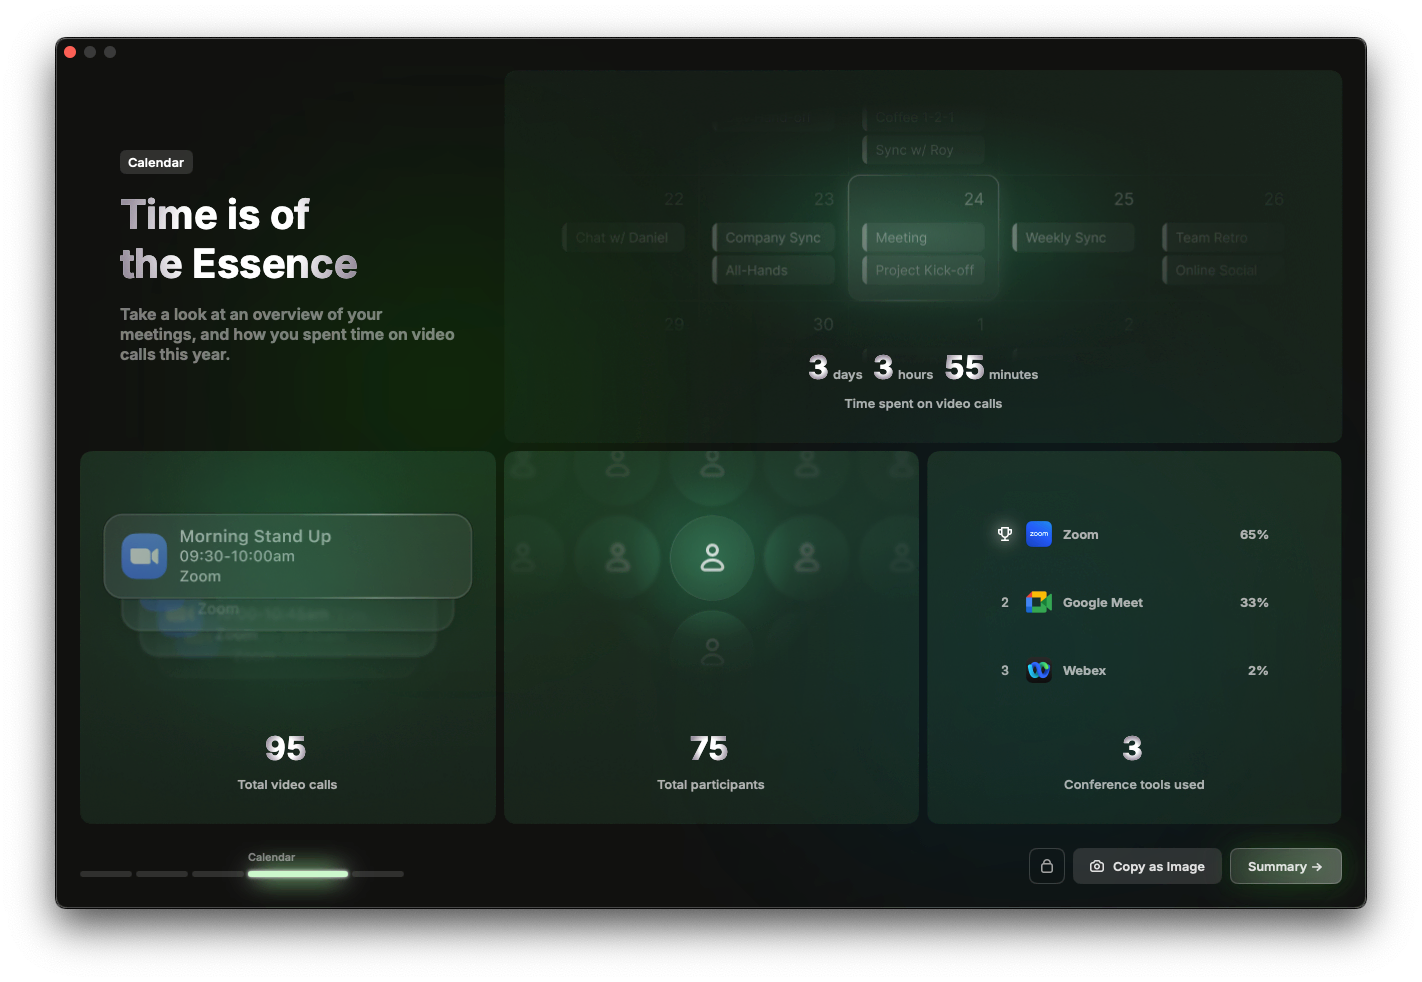 Calendar
Time is of
the Essence
Take a look at an overview of your
meetings, and how you spent time on video
calls this year.
Coffee 1-2-1
Sync w/ Roy
22
23
24
25
26
Chat w/ Daniel
Company Sync
Meeting
Weekly Sync
Team Retro
All-Hands
Project Kick-off
Online Social
29
30
1
2
3 days 3 hours 55 minutes
Time spent on video calls
Morning Stand Up
09:30-10:00am
Zoom
Zoom
Zoom
95
Total video calls
75
Total participants
zoom
Zoom
65%
2
Google Meet
33%
3
Webex
2%
3
Conference tools used
Calendar
Copy as Image
Summary →